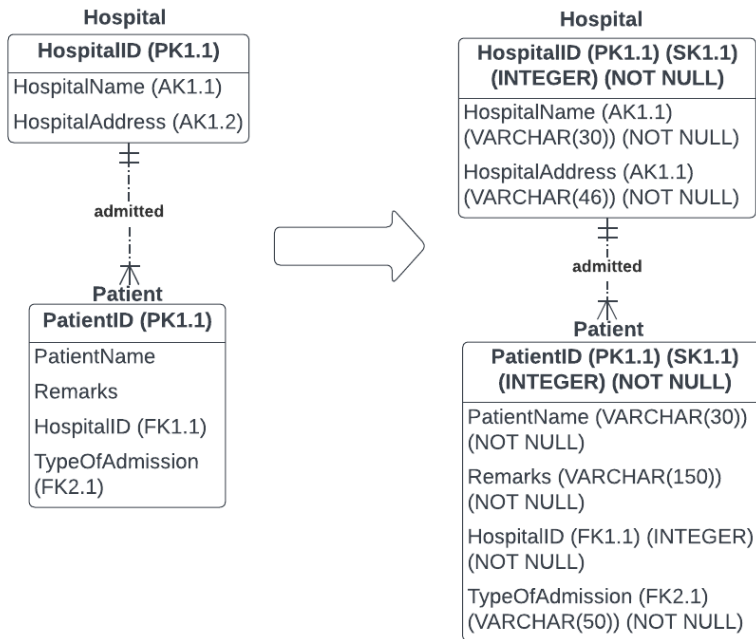 Hospital
HospitalID (PK1.1)
HospitalName (AK1.1)
HospitalAddress (AK1.2)
admitted
Patient
PatientID (PK1.1)
PatientName
Remarks
HospitalID (FK1.1)
TypeOfAdmission
(FK2.1)
Hospital
HospitalID (PK1.1) (SK1.1)
(INTEGER) (NOT NULL)
HospitalName (AK1.1)
(VARCHAR(30)) (NOT NULL)
HospitalAddress (AK1.1)
(VARCHAR(46)) (NOT NULL)
admitted
Patient
PatientID (PK1.1) (SK1.1)
(INTEGER) (NOT NULL)
PatientName (VARCHAR(30))
(NOT NULL)
Remarks (VARCHAR(150))
(NOT NULL)
HospitalID (FK1.1) (INTEGER)
(NOT NULL)
TypeOfAdmission (FK2.1)
(VARCHAR(50)) (NOT NULL)